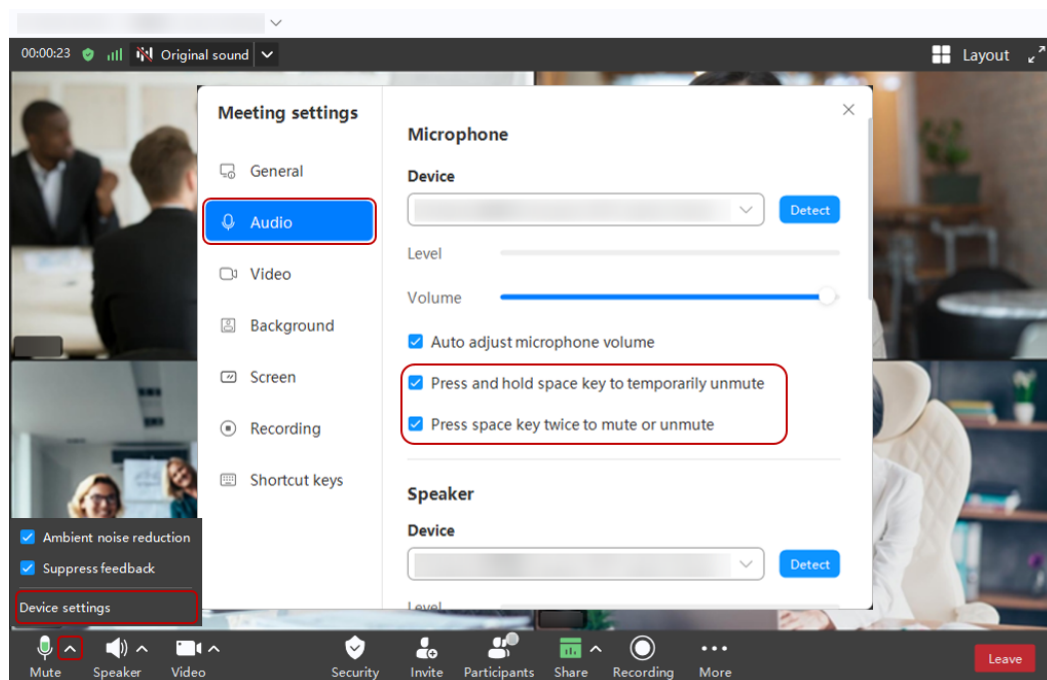 00:00:23 Original sound Layout
Meeting settings
General
Audio
Video
Background
Screen
Recording
Shortcut keys
Microphone
Device
Detect
Level
Volume
Auto adjust microphone volume
Press and hold space key to temporarily unmute
Press space key twice to mute or unmute
Speaker
Device
Detect
Level
Ambient noise reduction
Suppress feedback
Device settings
Mute Speaker Video Security Invite Participants Share Recording More Leave